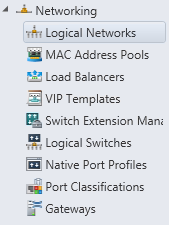 Networking
Logical Networks
MAC Address Pools
Load Balancers
VIP Templates
Switch Extension Mana
Logical Switches
Native Port Profiles
Port Classifications
Gateways